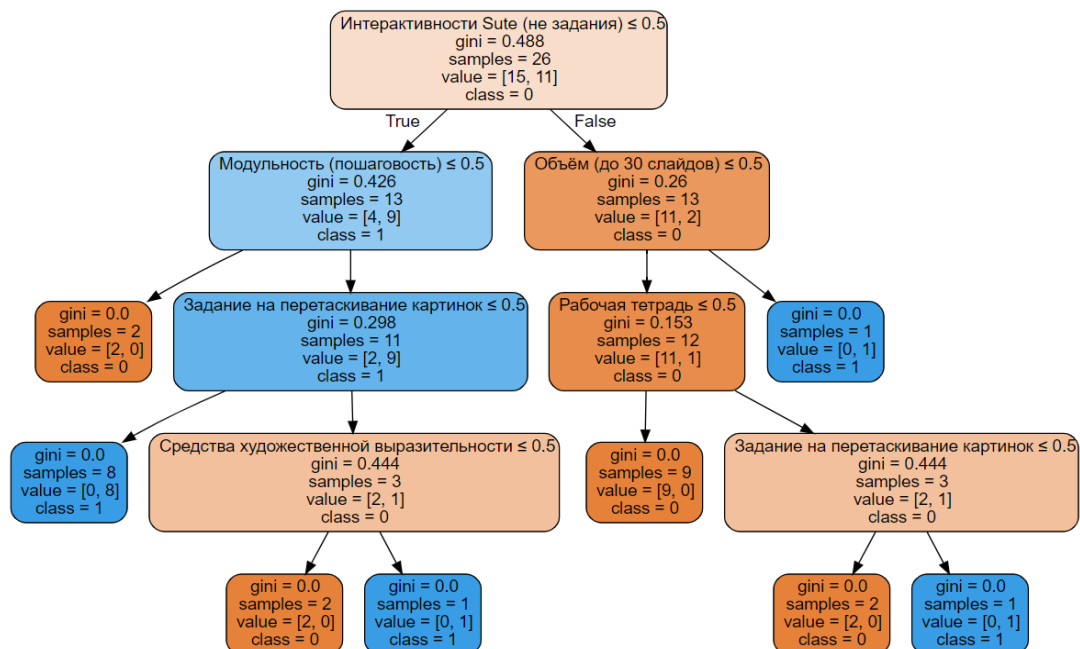 Интерактивности Sute (не задания) ≤ 0.5
gini = 0.488
samples = 26
value = [15, 11]
class = 0
True
False
Модульность (пошаговость) ≤ 0.5
gini = 0.426
samples = 13
value = [4, 9]
class = 1
Объём (до 30 слайдов) ≤ 0.5
gini = 0.26
samples = 13
value = [11, 2]
class = 0
gini = 0.0
samples = 2
value = [2, 0]
class = 0
Задание на перетаскивание картинок ≤ 0.5
gini = 0.298
samples = 11
value = [2, 9]
class = 1
Рабочая тетрадь ≤ 0.5
gini = 0.153
samples = 12
value = [11, 1]
class = 0
gini = 0.0
samples = 1
value = [0, 1]
class = 1
gini = 0.0
samples = 8
value = [0, 8]
class = 1
Средства художественной выразительности ≤ 0.5
gini = 0.444
samples = 3
value = [2, 1]
class = 0
gini = 0.0
samples = 9
value = [9, 0]
class = 0
Задание на перетаскивание картинок ≤ 0.5
gini = 0.444
samples = 3
value = [2, 1]
class = 0
gini = 0.0
samples = 2
value = [2, 0]
class = 0
gini = 0.0
samples = 1
value = [0, 1]
class = 1
gini = 0.0
samples = 2
value = [2, 0]
class = 0
gini = 0.0
samples = 1
value = [0, 1]
class = 1